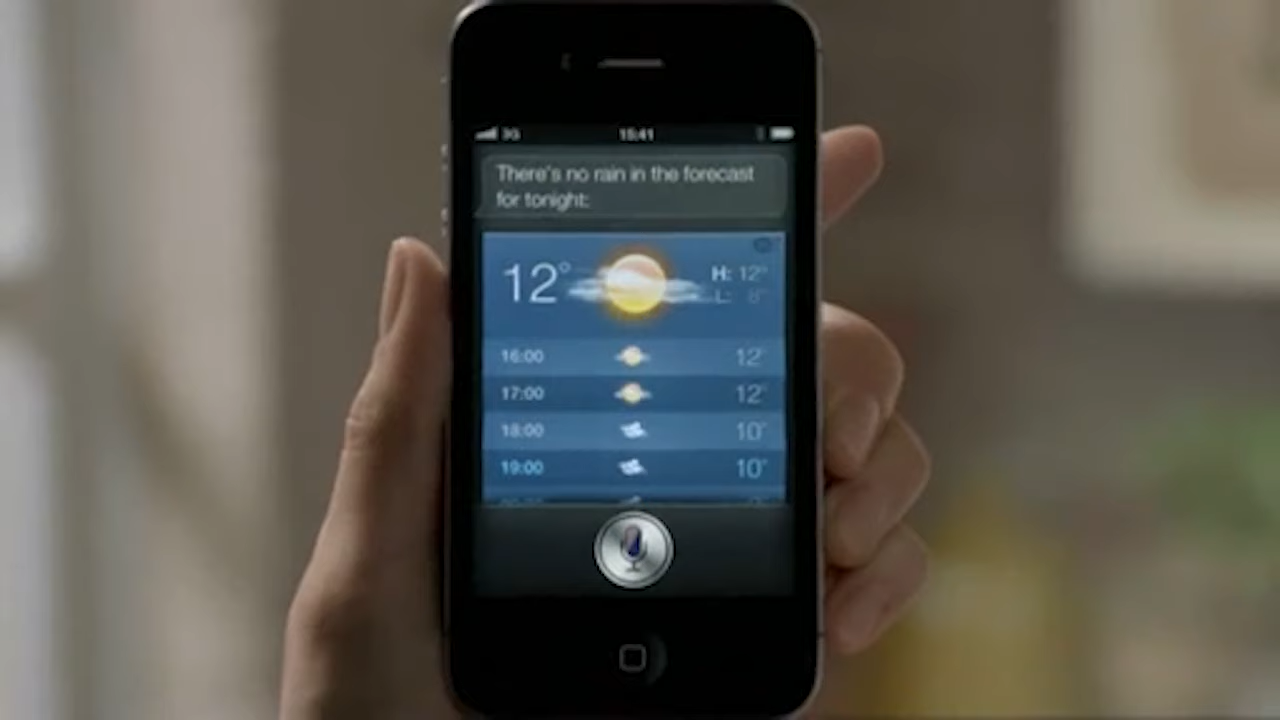 3G 15:41
There's no rain in the forecast
for tonight:
12° H: 12°
L: 8°
16:00 12°
17:00 12°
18:00 10°
19:00 10°